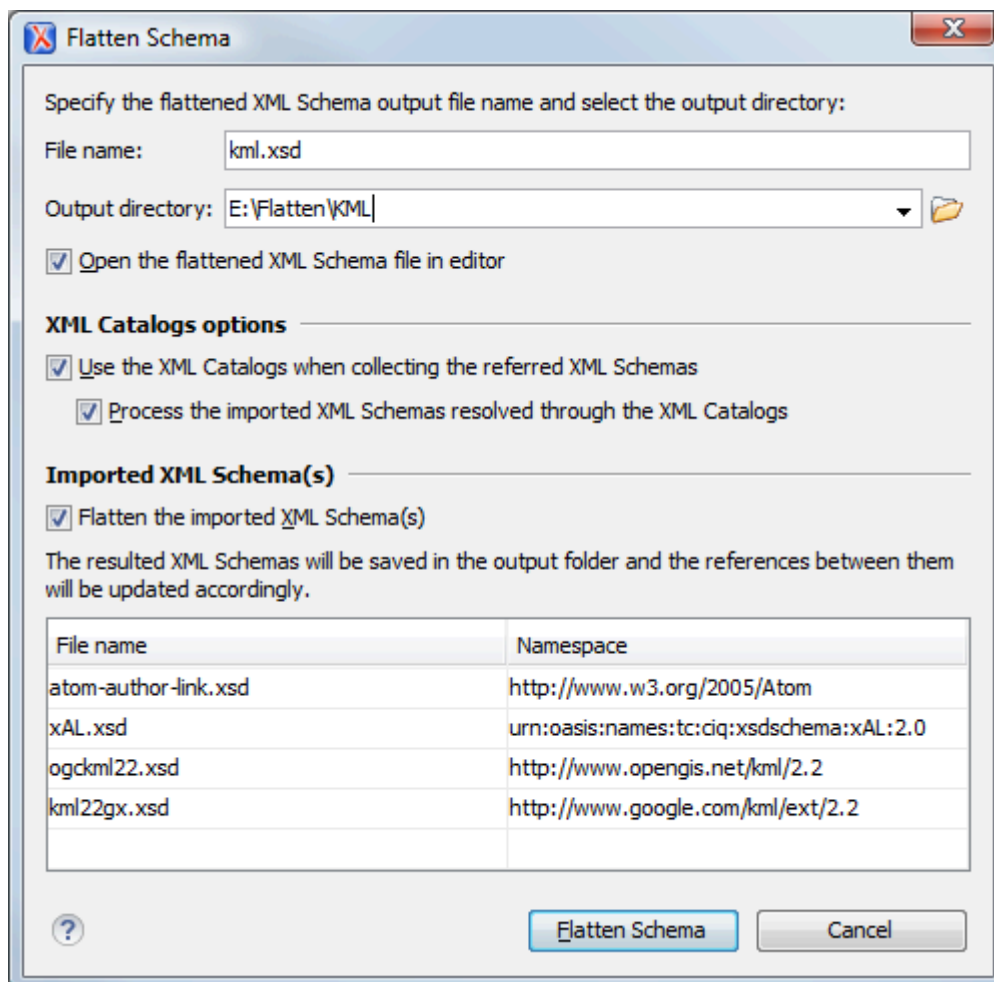 Flatten Schema
Specify the flattened XML Schema output file name and select the output directory:
File name: kml.xsd
Output directory: E:\Flatten\KML
Open the flattened XML Schema file in editor
XML Catalogs options
Use the XML Catalogs when collecting the referred XML Schemas
Process the imported XML Schemas resolved through the XML Catalogs
Imported XML Schema(s)
Flatten the imported XML Schema(s)
The resulted XML Schemas will be saved in the output folder and the references between them
will be updated accordingly.
File name Namespace
atom-author-link.xsd http://www.w3.org/2005/Atom
xAL.xsd urn:oasis:names:tc:ciq:xsdschema:xAL:2.0
ogckml22.xsd http://www.opengis.net/kml/2.2
kml22gx.xsd http://www.google.com/kml/ext/2.2
? Flatten Schema Cancel